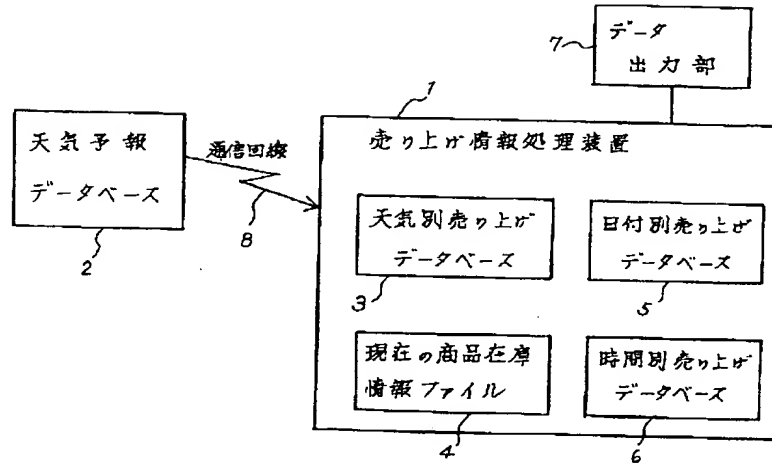 データ
7
出力部
1
天気予報
データベース
2
通信回線
8
売り上げ情報処理装置
天気別売り上げ
データベース
3
日付別売り上げ
データベース
5
現在の商品在庫
情報ファイル
4
時間別売り上げ
データベース
6